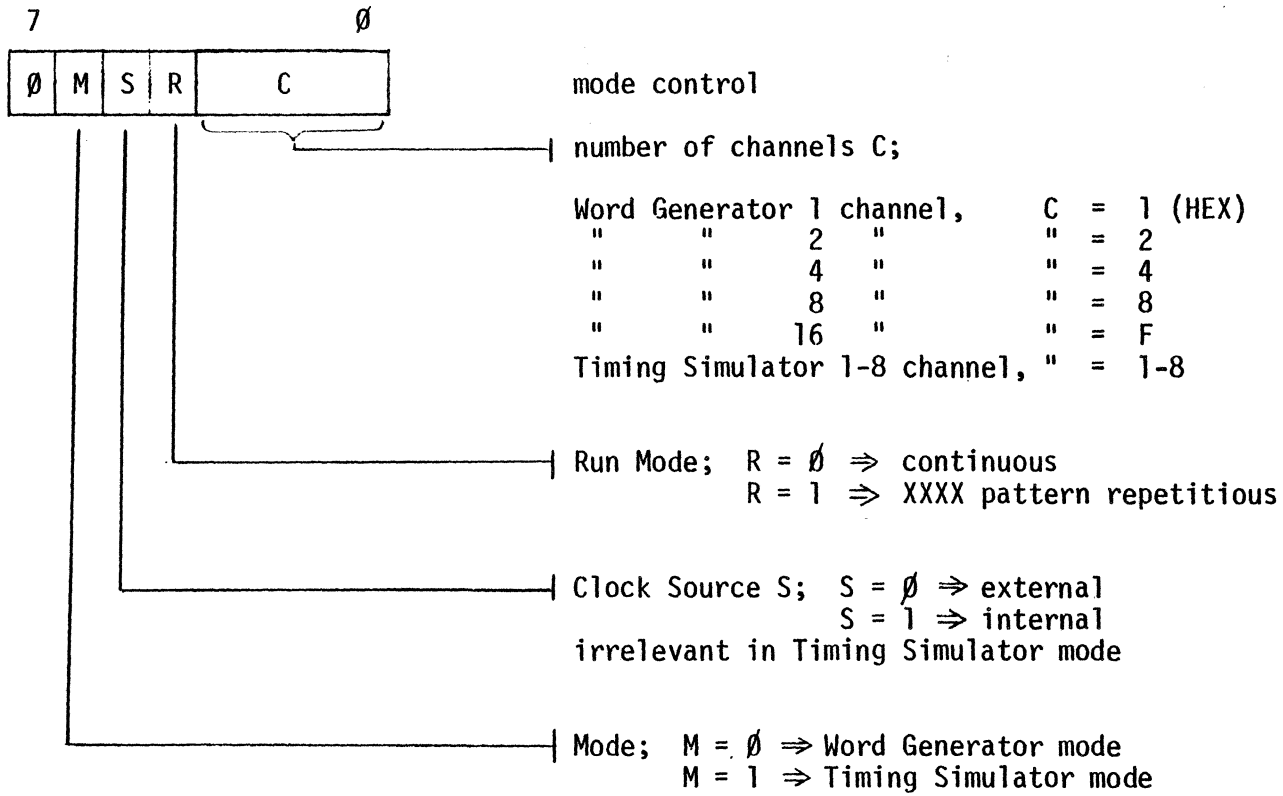 7 Ø
Ø M S R C mode control
number of channels C;
Word Generator 1 channel, C = 1 (HEX)
" " 2 " " = 2
" " 4 " " = 4
" " 8 " " = 8
" " 16 " " = F
Timing Simulator 1-8 channel, " = 1-8
Run Mode; R = Ø ⇒ continuous
R = 1 ⇒ XXXX pattern repetitious
Clock Source S; S = Ø ⇒ external
S = 1 ⇒ internal
irrelevant in Timing Simulator mode
Mode; M = Ø ⇒ Word Generator mode
M = 1 ⇒ Timing Simulator mode